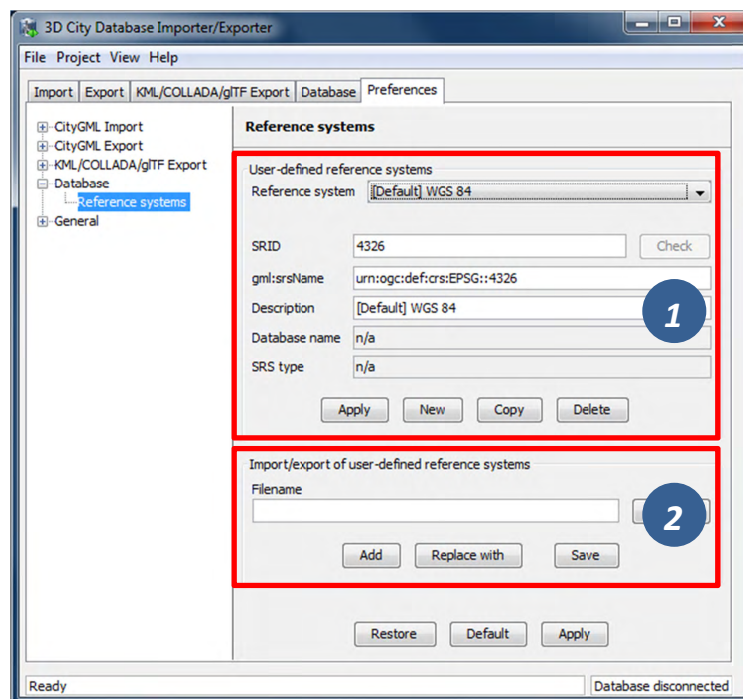 3D City Database Importer/Exporter
File Project View Help
Import Export KML/COLLADA/glTF Export Database Preferences
CityGML Import
CityGML Export
KML/COLLADA/glTF Export
Database
Reference systems
General
Reference systems
User-defined reference systems
Reference system [Default] WGS 84
SRID 4326 Check
gml:srsName urn:ogc:def:crs:EPSG::4326
Description [Default] WGS 84
1
Database name n/a
SRS type n/a
Apply New Copy Delete
Import/export of user-defined reference systems
Filename
2
Add Replace with Save
Restore Default Apply
Ready Database disconnected